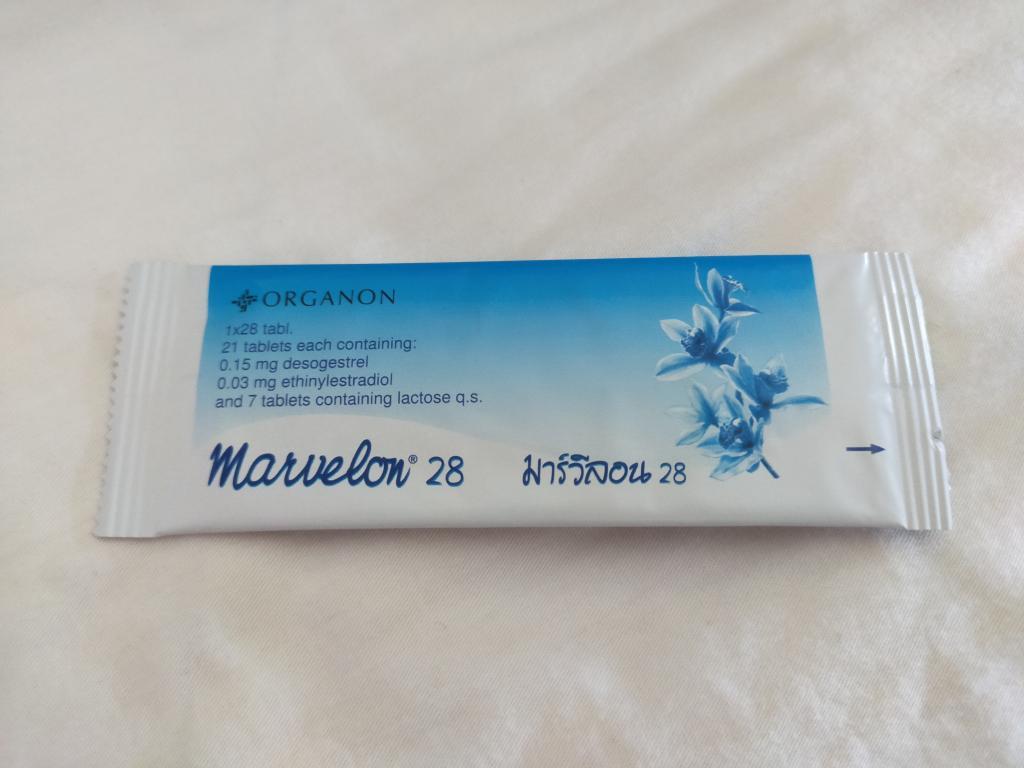 ORGANON
1x28 tabl.
21 tablets each containing:
0.15 mg desogestrel
0.03 mg ethinylestradiol
and 7 tablets containing lactose q.s.
Marvelon® 28
มาร์วีลอน 28